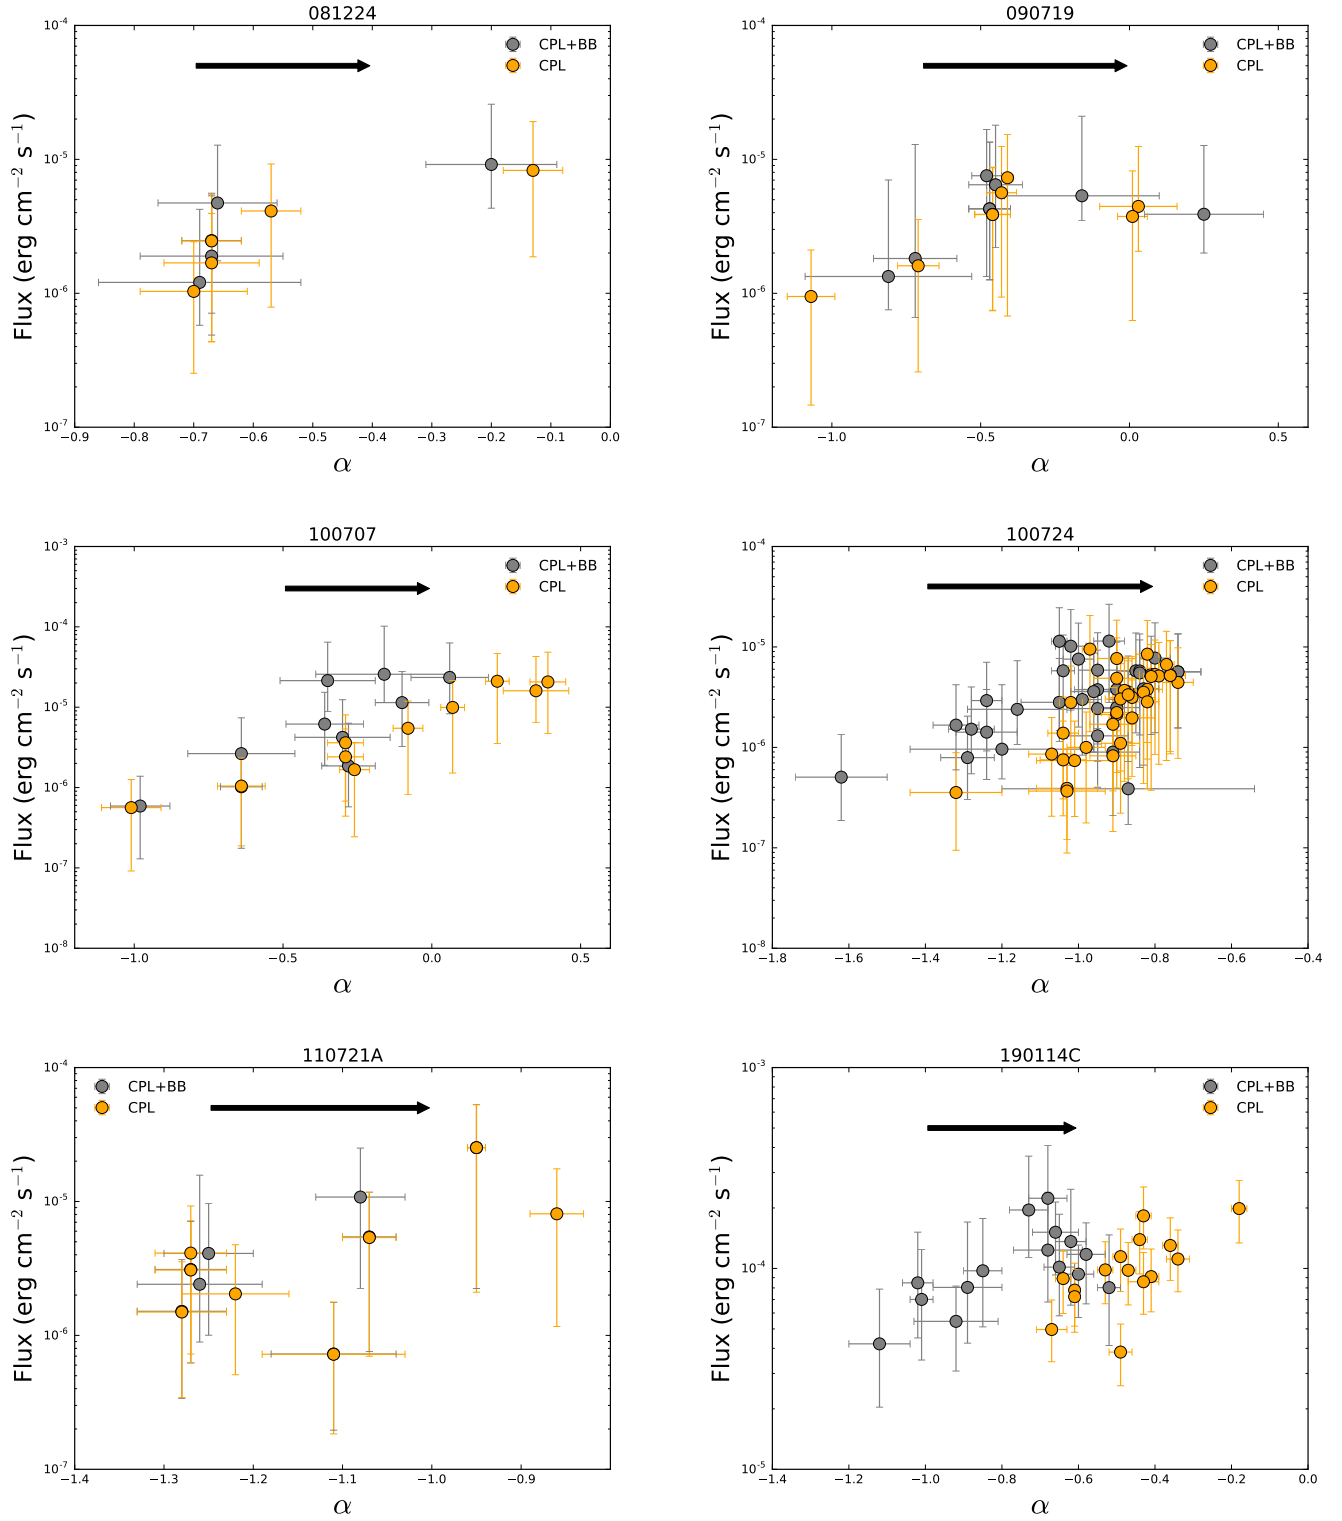 081224
10⁻⁴
10⁻⁵
10⁻⁶
10⁻⁷
Flux (erg cm⁻² s⁻¹)
CPL+BB
CPL
−0.9 −0.8 −0.7 −0.6 −0.5 −0.4 −0.3 −0.2 −0.1 0.0
α
090719
10⁻⁴
10⁻⁵
10⁻⁶
10⁻⁷
Flux (erg cm⁻² s⁻¹)
CPL+BB
CPL
−1.0 −0.5 0.0 0.5
α
100707
10⁻³
10⁻⁴
10⁻⁵
10⁻⁶
10⁻⁷
10⁻⁸
Flux (erg cm⁻² s⁻¹)
CPL+BB
CPL
−1.0 −0.5 0.0 0.5
α
100724
10⁻⁴
10⁻⁵
10⁻⁶
10⁻⁷
10⁻⁸
Flux (erg cm⁻² s⁻¹)
CPL+BB
CPL
−1.8 −1.6 −1.4 −1.2 −1.0 −0.8 −0.6 −0.4
α
110721A
10⁻⁴
10⁻⁵
10⁻⁶
10⁻⁷
Flux (erg cm⁻² s⁻¹)
CPL+BB
CPL
−1.4 −1.3 −1.2 −1.1 −1.0 −0.9
α
190114C
10⁻³
10⁻⁴
10⁻⁵
Flux (erg cm⁻² s⁻¹)
CPL+BB
CPL
−1.4 −1.2 −1.0 −0.8 −0.6 −0.4 −0.2 0.0
α